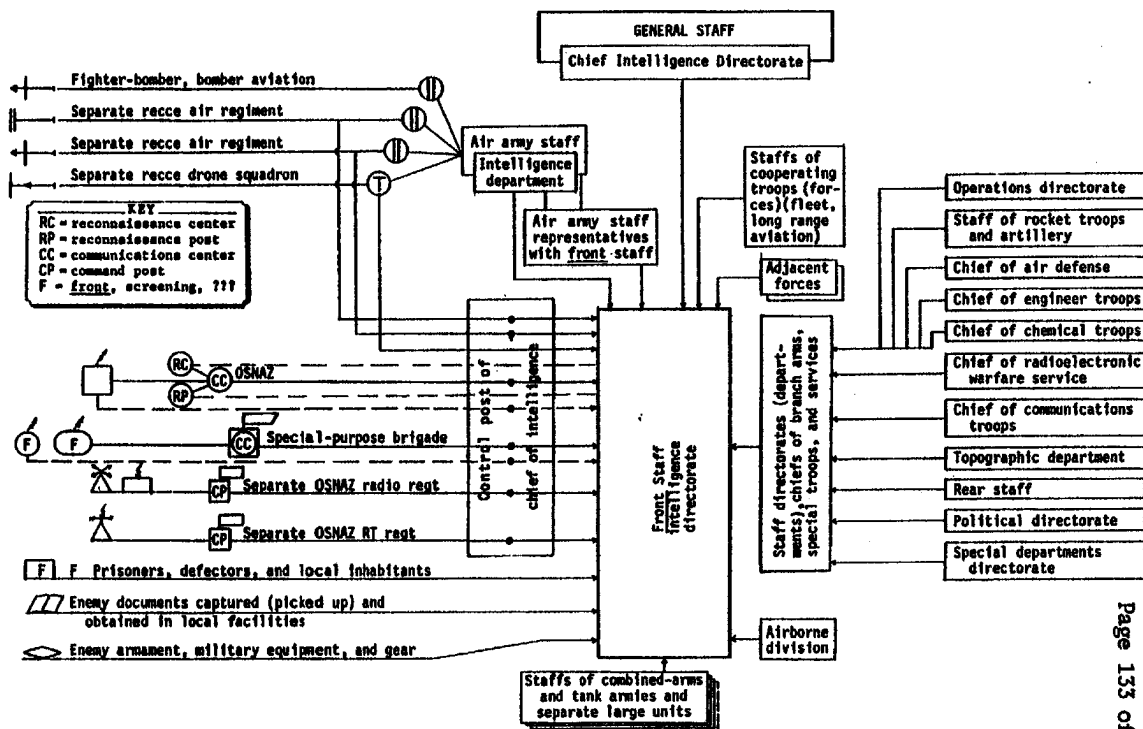 GENERAL STAFF
Chief Intelligence Directorate
Fighter-bomber, bomber aviation
Separate recce air regiment
Separate recce air regiment
Separate recce drone squadron
T
Air army staff
Intelligence
department
Air army staff
representatives
with front staff
Staffs of
cooperating
troops (for-
ces)(fleet,
long range
aviation)
Adjacent
forces
KEY
RC = reconnaissance center
RP = reconnaissance post
CC = communications center
CP = command post
F = front, screening, ???
Operations directorate
Staff of rocket troops
and artillery
Chief of air defense
Chief of engineer troops
Chief of chemical troops
Chief of radioelectronic
warfare service
Chief of communications
troops
Topographic department
Rear staff
Political directorate
Special departments
directorate
RC
CC
OSNAZ
RP
F
F
CC
Special-purpose brigade
CP
Separate OSNAZ radio regt
CP
Separate OSNAZ RT regt
Control post of
chief of intelligence
Front Staff
intelligence
directorate
Staff directorates (depart-
ments), chiefs of branch arms,
special troops, and services
F F Prisoners, defectors, and local inhabitants
Enemy documents captured (picked up) and
obtained in local facilities
Enemy armament, military equipment, and gear
Airborne
division
Staffs of combined-arms
and tank armies and
separate large units
Page 133 of